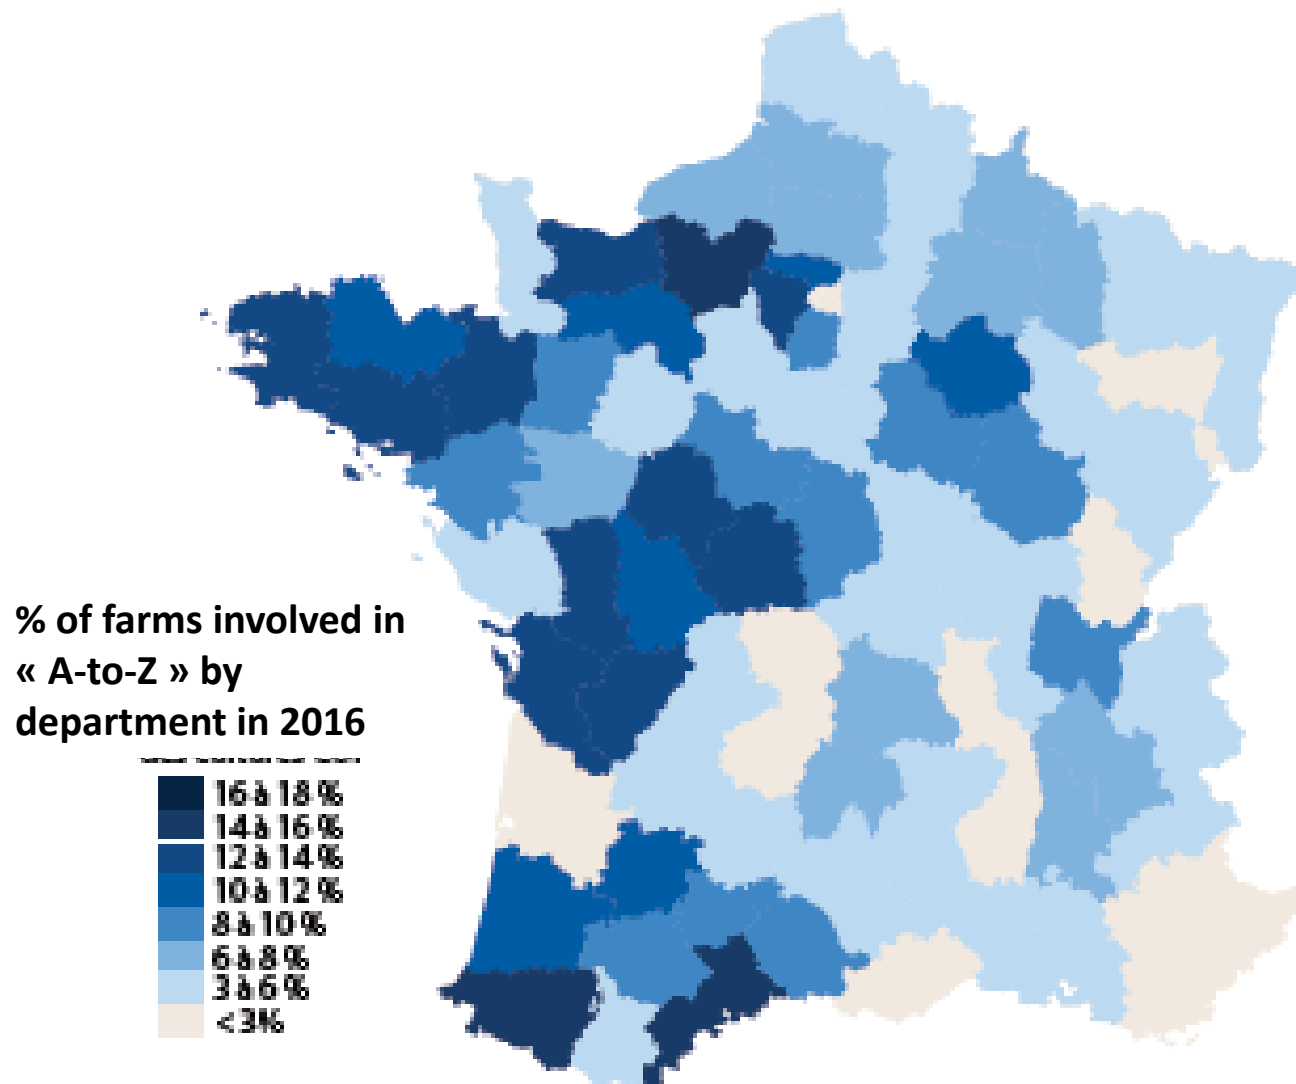 % of farms involved in
« A-to-Z » by
department in 2016
16 à 18 %
14 à 16 %
12 à 14 %
10 à 12 %
8 à 10 %
6 à 8 %
3 à 6 %
< 3%